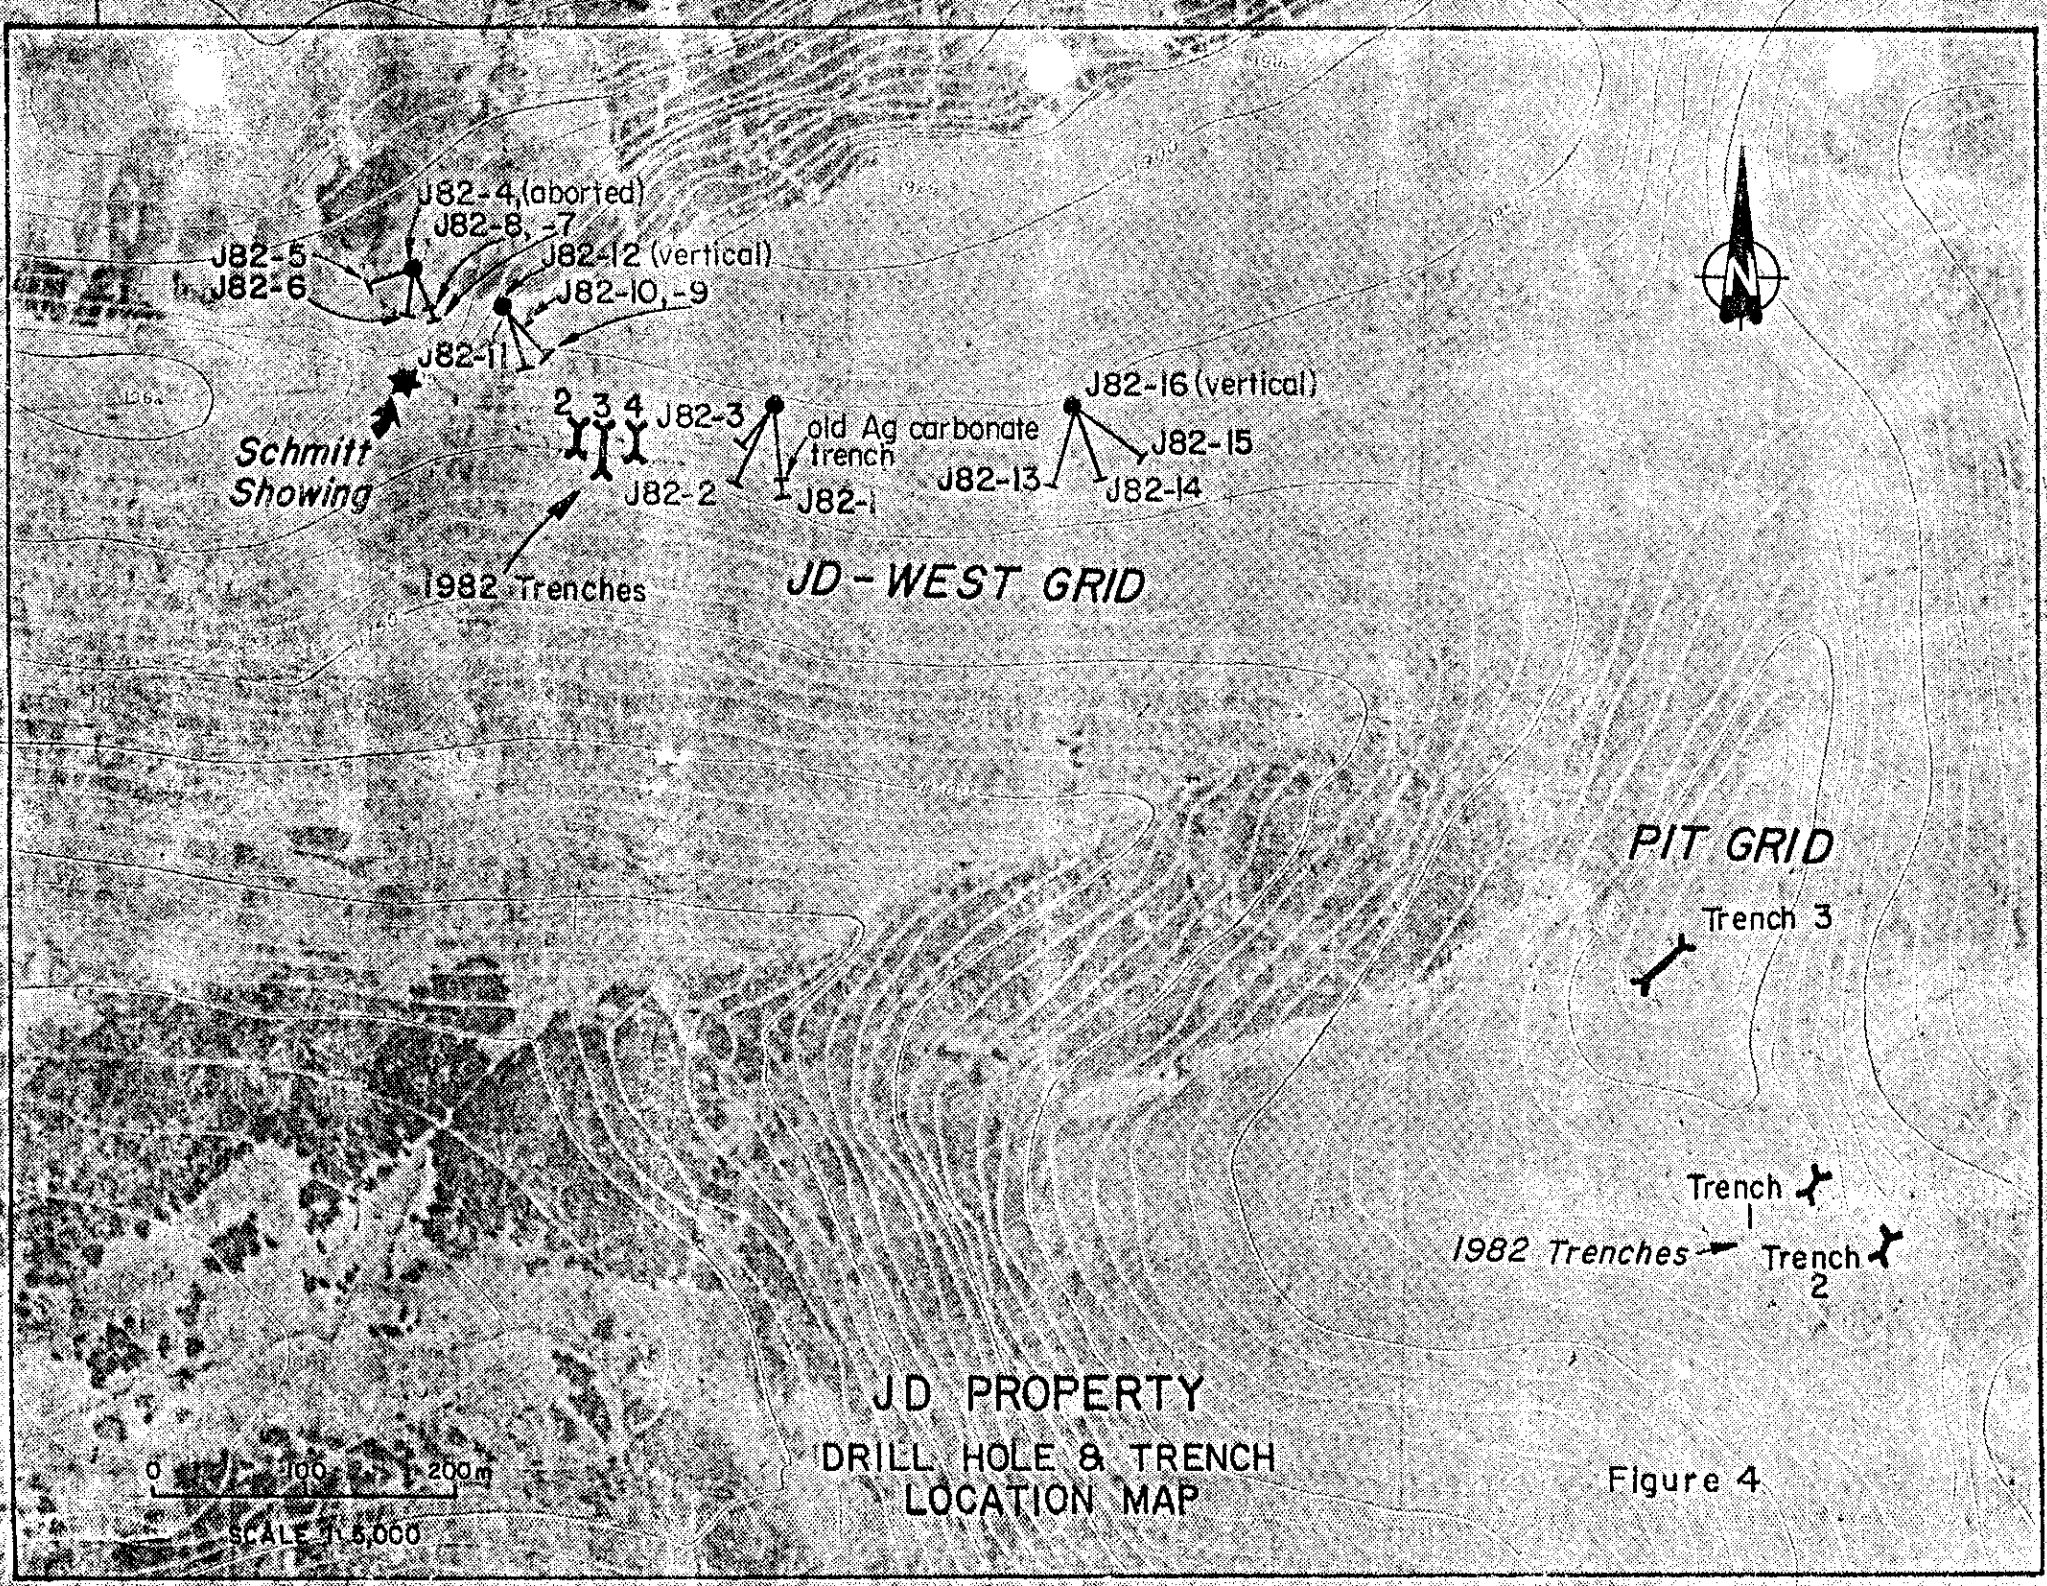 J82-4,(aborted)
J82-8, -7
J82-5
J82-12 (vertical)
J82-6
J82-10, -9
N
J82-11
J82-16 (vertical)
2 3 4
J82-3
old Ag carbonate
trench
J82-15
Schmitt
Showing
J82-2
J82-1
J82-13
J82-14
1982 Trenches
JD-WEST GRID
PIT GRID
Trench 3
Trench
1
1982 Trenches
Trench
2
JD PROPERTY
DRILL HOLE & TRENCH
LOCATION MAP
Figure 4
0 100 200m
SCALE 1:5,000